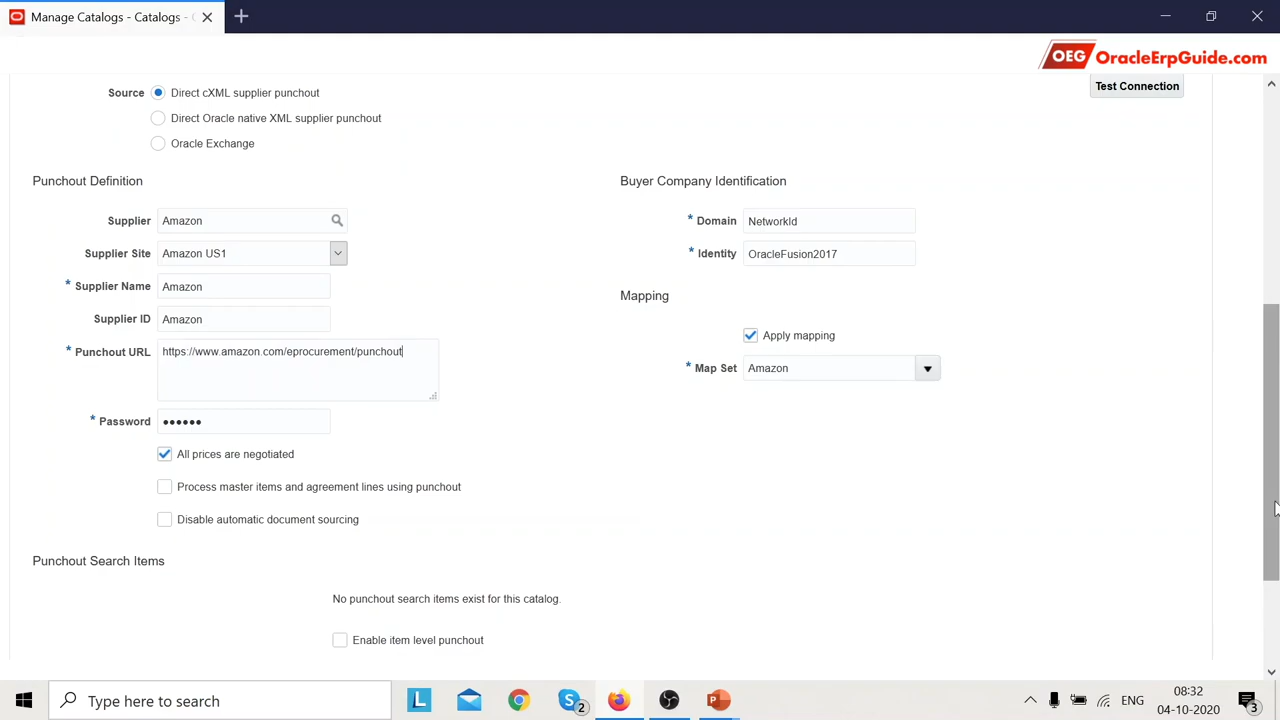 Manage Catalogs - Catalogs -
OEG OracleErpGuide.com
Source
Direct cXML supplier punchout
Test Connection
Direct Oracle native XML supplier punchout
Oracle Exchange
Punchout Definition
Buyer Company Identification
Supplier Amazon
* Domain NetworkId
Supplier Site Amazon US1
* Identity OracleFusion2017
* Supplier Name Amazon
Mapping
Supplier ID Amazon
Apply mapping
* Punchout URL https://www.amazon.com/eprocurement/punchout
* Map Set Amazon
* Password ••••••
All prices are negotiated
Process master items and agreement lines using punchout
Disable automatic document sourcing
Punchout Search Items
No punchout search items exist for this catalog.
Enable item level punchout
Type here to search
L
2
ENG
08:32
04-10-2020
3